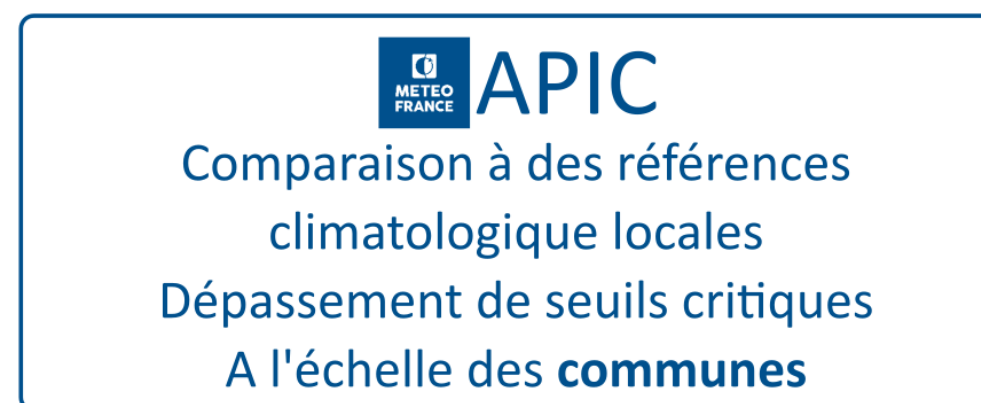 METEO
FRANCE
APIC
Comparaison à des références
climatologique locales
Dépassement de seuils critiques
A l'échelle des communes